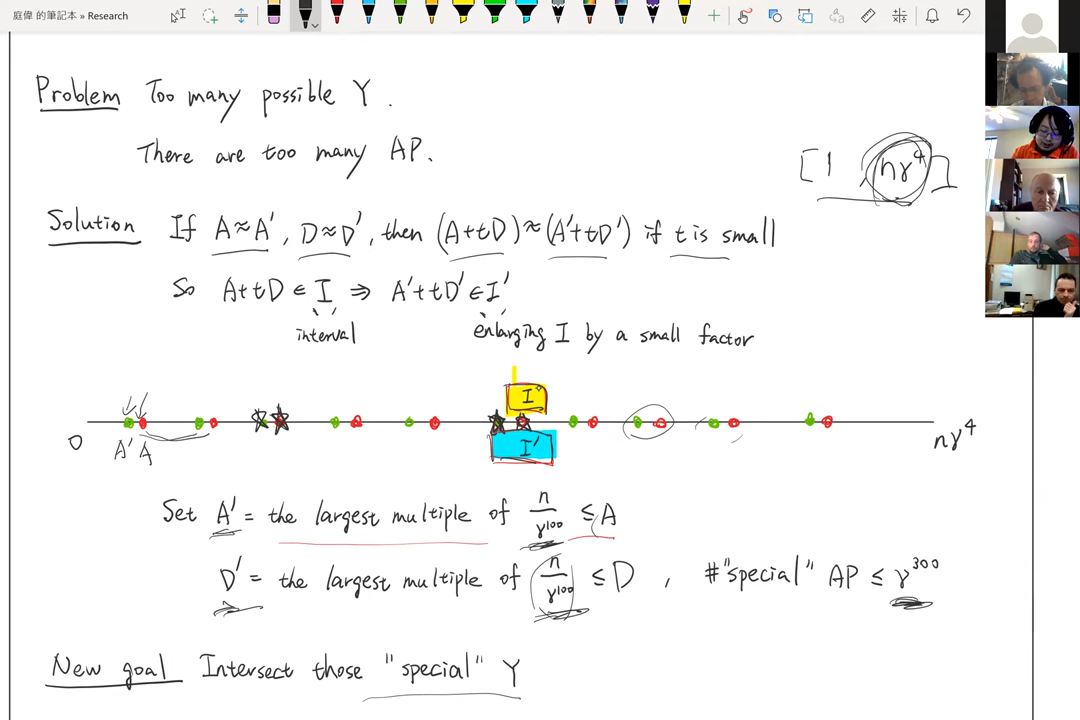 庭偉 的筆記本 » Research
Problem Too many possible Y.
There are too many AP.
[1, nγ⁴]
Solution If A≈A', D≈D', then (A+tD)≈(A'+tD') if t is small
So A+tD ∈ I ⇒ A'+tD' ∈ I'
interval enlarging I by a small factor
I
0 A' A I' nγ⁴
Set A' = the largest multiple of n/γ¹⁰⁰ ≤ A
D' = the largest multiple of n/γ¹⁰⁰ ≤ D, #"special" AP ≤ γ³⁰⁰
New goal Intersect those "special" Y